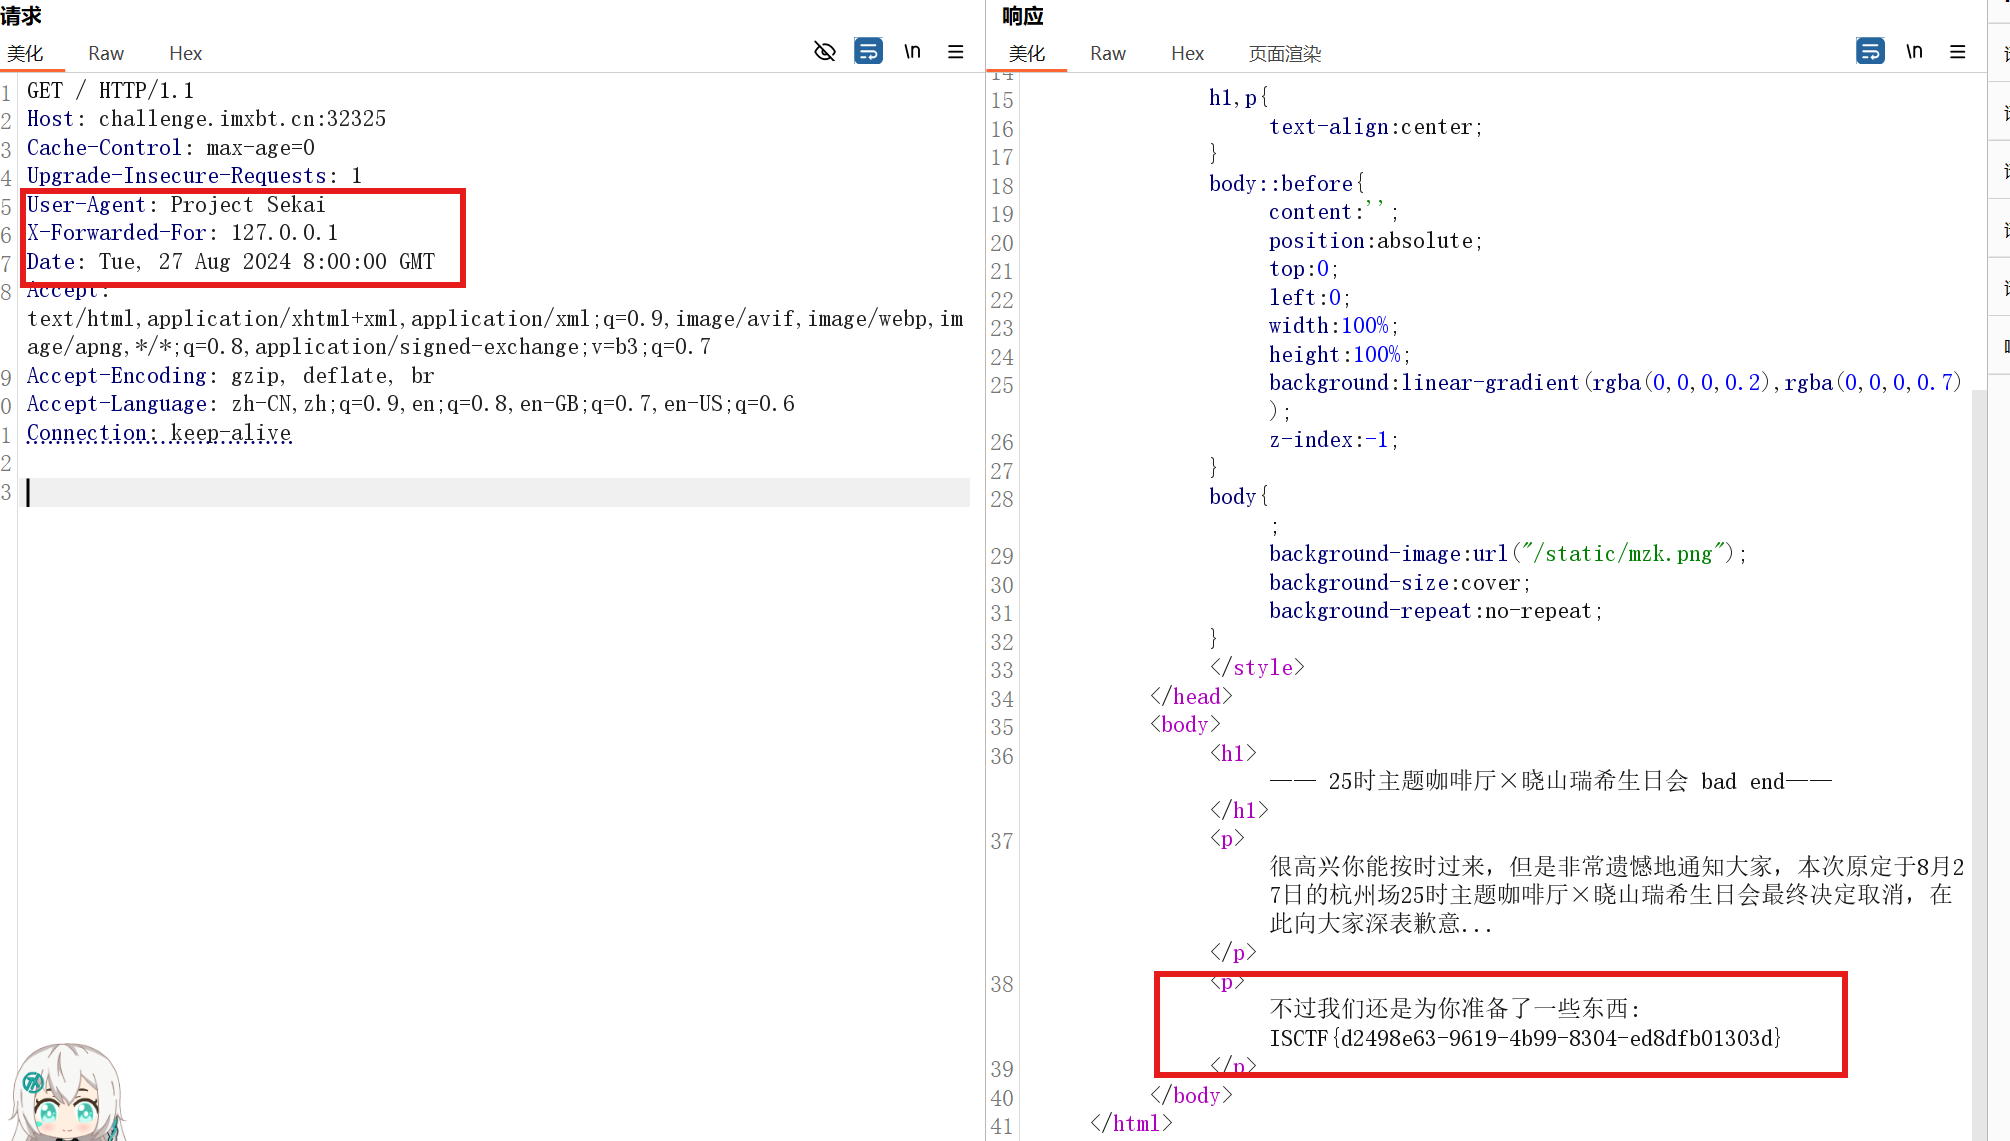 请求
美化 Raw Hex \n
1 GET / HTTP/1.1
2 Host: challenge.imxbt.cn:32325
3 Cache-Control: max-age=0
4 Upgrade-Insecure-Requests: 1
5 User-Agent: Project Sekai
6 X-Forwarded-For: 127.0.0.1
7 Date: Tue, 27 Aug 2024 8:00:00 GMT
8 Accept:
text/html,application/xhtml+xml,application/xml;q=0.9,image/avif,image/webp,im
age/apng,*/*;q=0.8,application/signed-exchange;v=b3;q=0.7
9 Accept-Encoding: gzip, deflate, br
0 Accept-Language: zh-CN,zh;q=0.9,en;q=0.8,en-GB;q=0.7,en-US;q=0.6
1 Connection: keep-alive
2
3
响应
美化 Raw Hex 页面渲染 \n
14
15 h1,p{
16 text-align:center;
17 }
18 body::before{
19 content:'';
20 position:absolute;
21 top:0;
22 left:0;
23 width:100%;
24 height:100%;
25 background:linear-gradient(rgba(0,0,0,0.2),rgba(0,0,0,0.7)
);
26 z-index:-1;
27 }
28 body{
;
29 background-image:url("/static/mzk.png");
30 background-size:cover;
31 background-repeat:no-repeat;
32 }
33 </style>
34 </head>
35 <body>
36 <h1>
—— 25时主题咖啡厅×晓山瑞希生日会 bad end——
</h1>
37 <p>
很高兴你能按时过来，但是非常遗憾地通知大家，本次原定于8月2
7日的杭州场25时主题咖啡厅×晓山瑞希生日会最终决定取消，在
此向大家深表歉意...
</p>
38 <p>
不过我们还是为你准备了一些东西:
ISCTF{d2498e63-9619-4b99-8304-ed8dfb01303d}
39 </p>
40 </body>
41 </html>